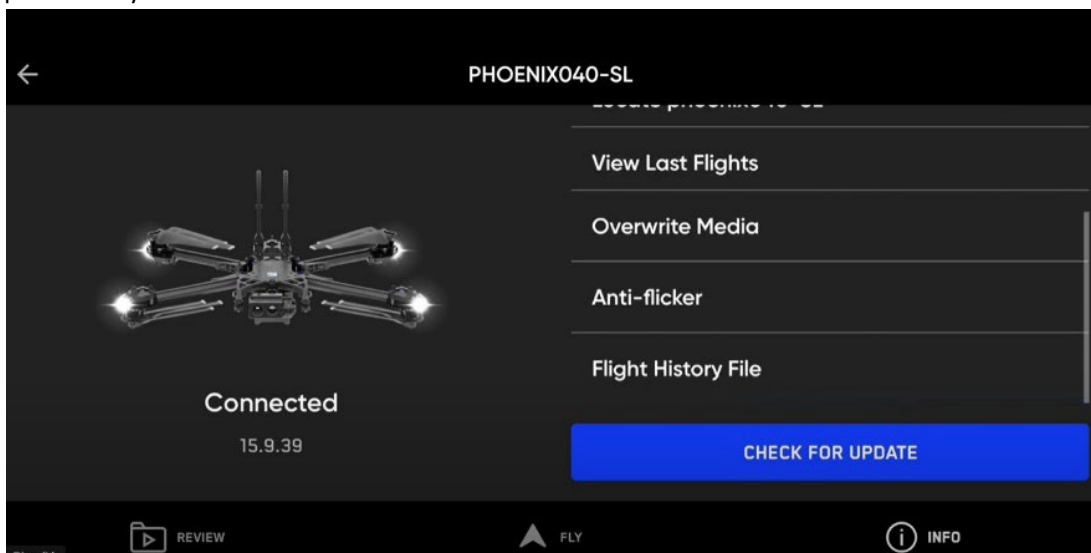 PHOENIX040-SL
View Last Flights
Overwrite Media
Anti-flicker
Flight History File
Connected
15.9.39
CHECK FOR UPDATE
REVIEW
FLY
INFO